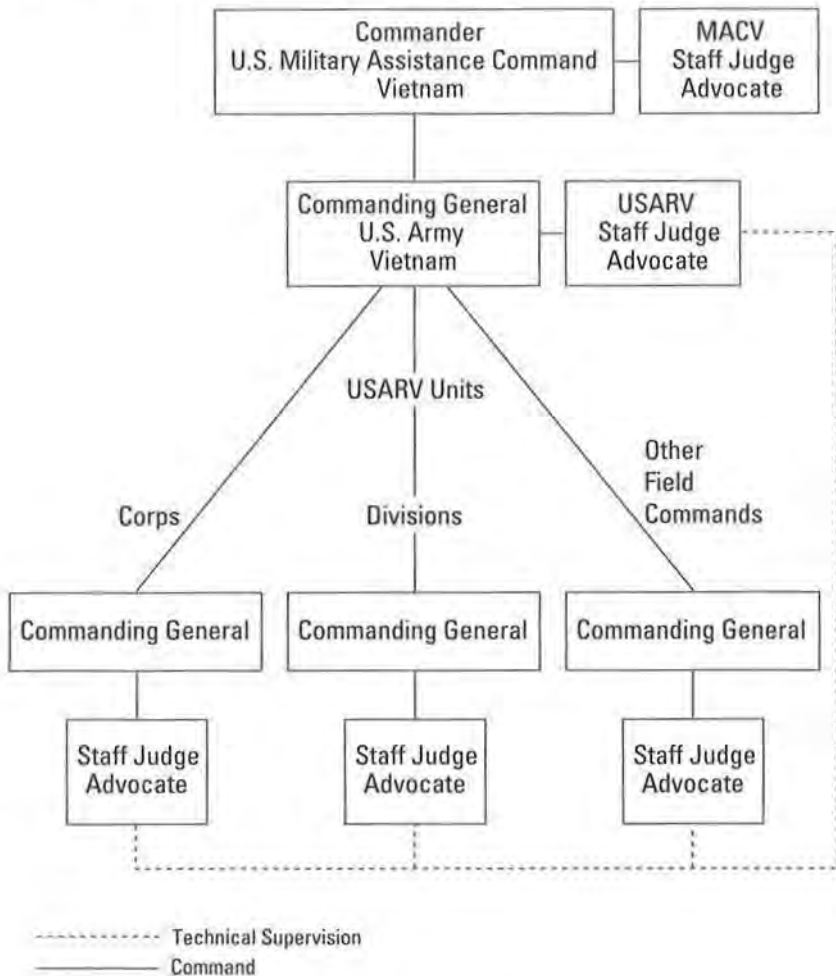 Commander
U.S. Military Assistance Command
Vietnam
MACV
Staff Judge
Advocate
Commanding General
U.S. Army
Vietnam
USARV
Staff Judge
Advocate
USARV Units
Corps
Divisions
Other
Field
Commands
Commanding General
Commanding General
Commanding General
Staff Judge
Advocate
Staff Judge
Advocate
Staff Judge
Advocate
Technical Supervision
Command